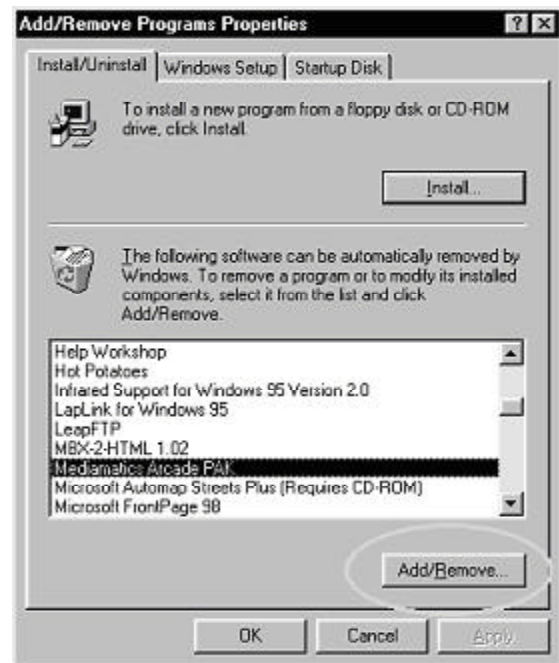 Add/Remove Programs Properties
Install/Uninstall
Windows Setup
Startup Disk
To install a new program from a floppy disk or CD-ROM
drive, click Install.
Install...
The following software can be automatically removed by
Windows. To remove a program or to modify its installed
components, select it from the list and click
Add/Remove.
Help Workshop
Hot Potatoes
Infrared Support for Windows 95 Version 2.0
LapLink for Windows 95
LeapFTP
MBX-2-HTML 1.02
Mediamatics Arcade PAK
Microsoft Automap Streets Plus (Requires CD-ROM)
Microsoft FrontPage 98
Add/Remove...
OK
Cancel
Apply